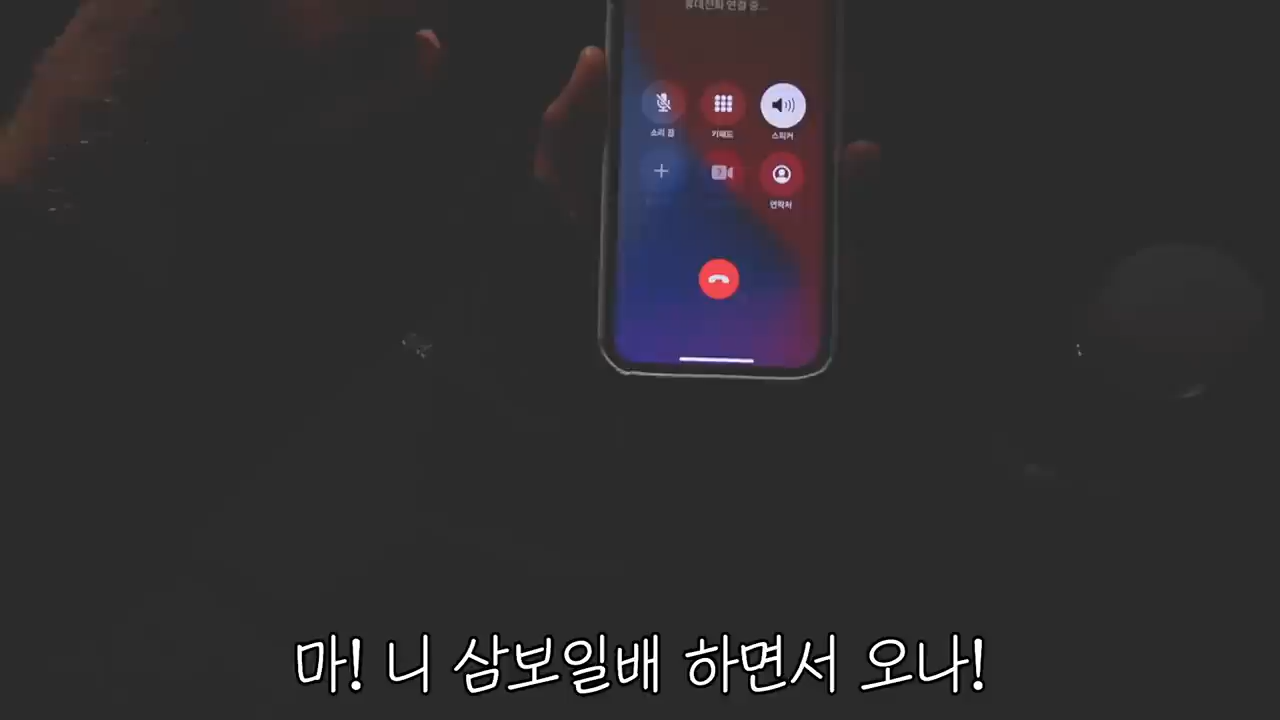 휴대전화 연결 중...
소리 끔
키패드
스피커
연락처
마! 니 삼보일배 하면서 오나!